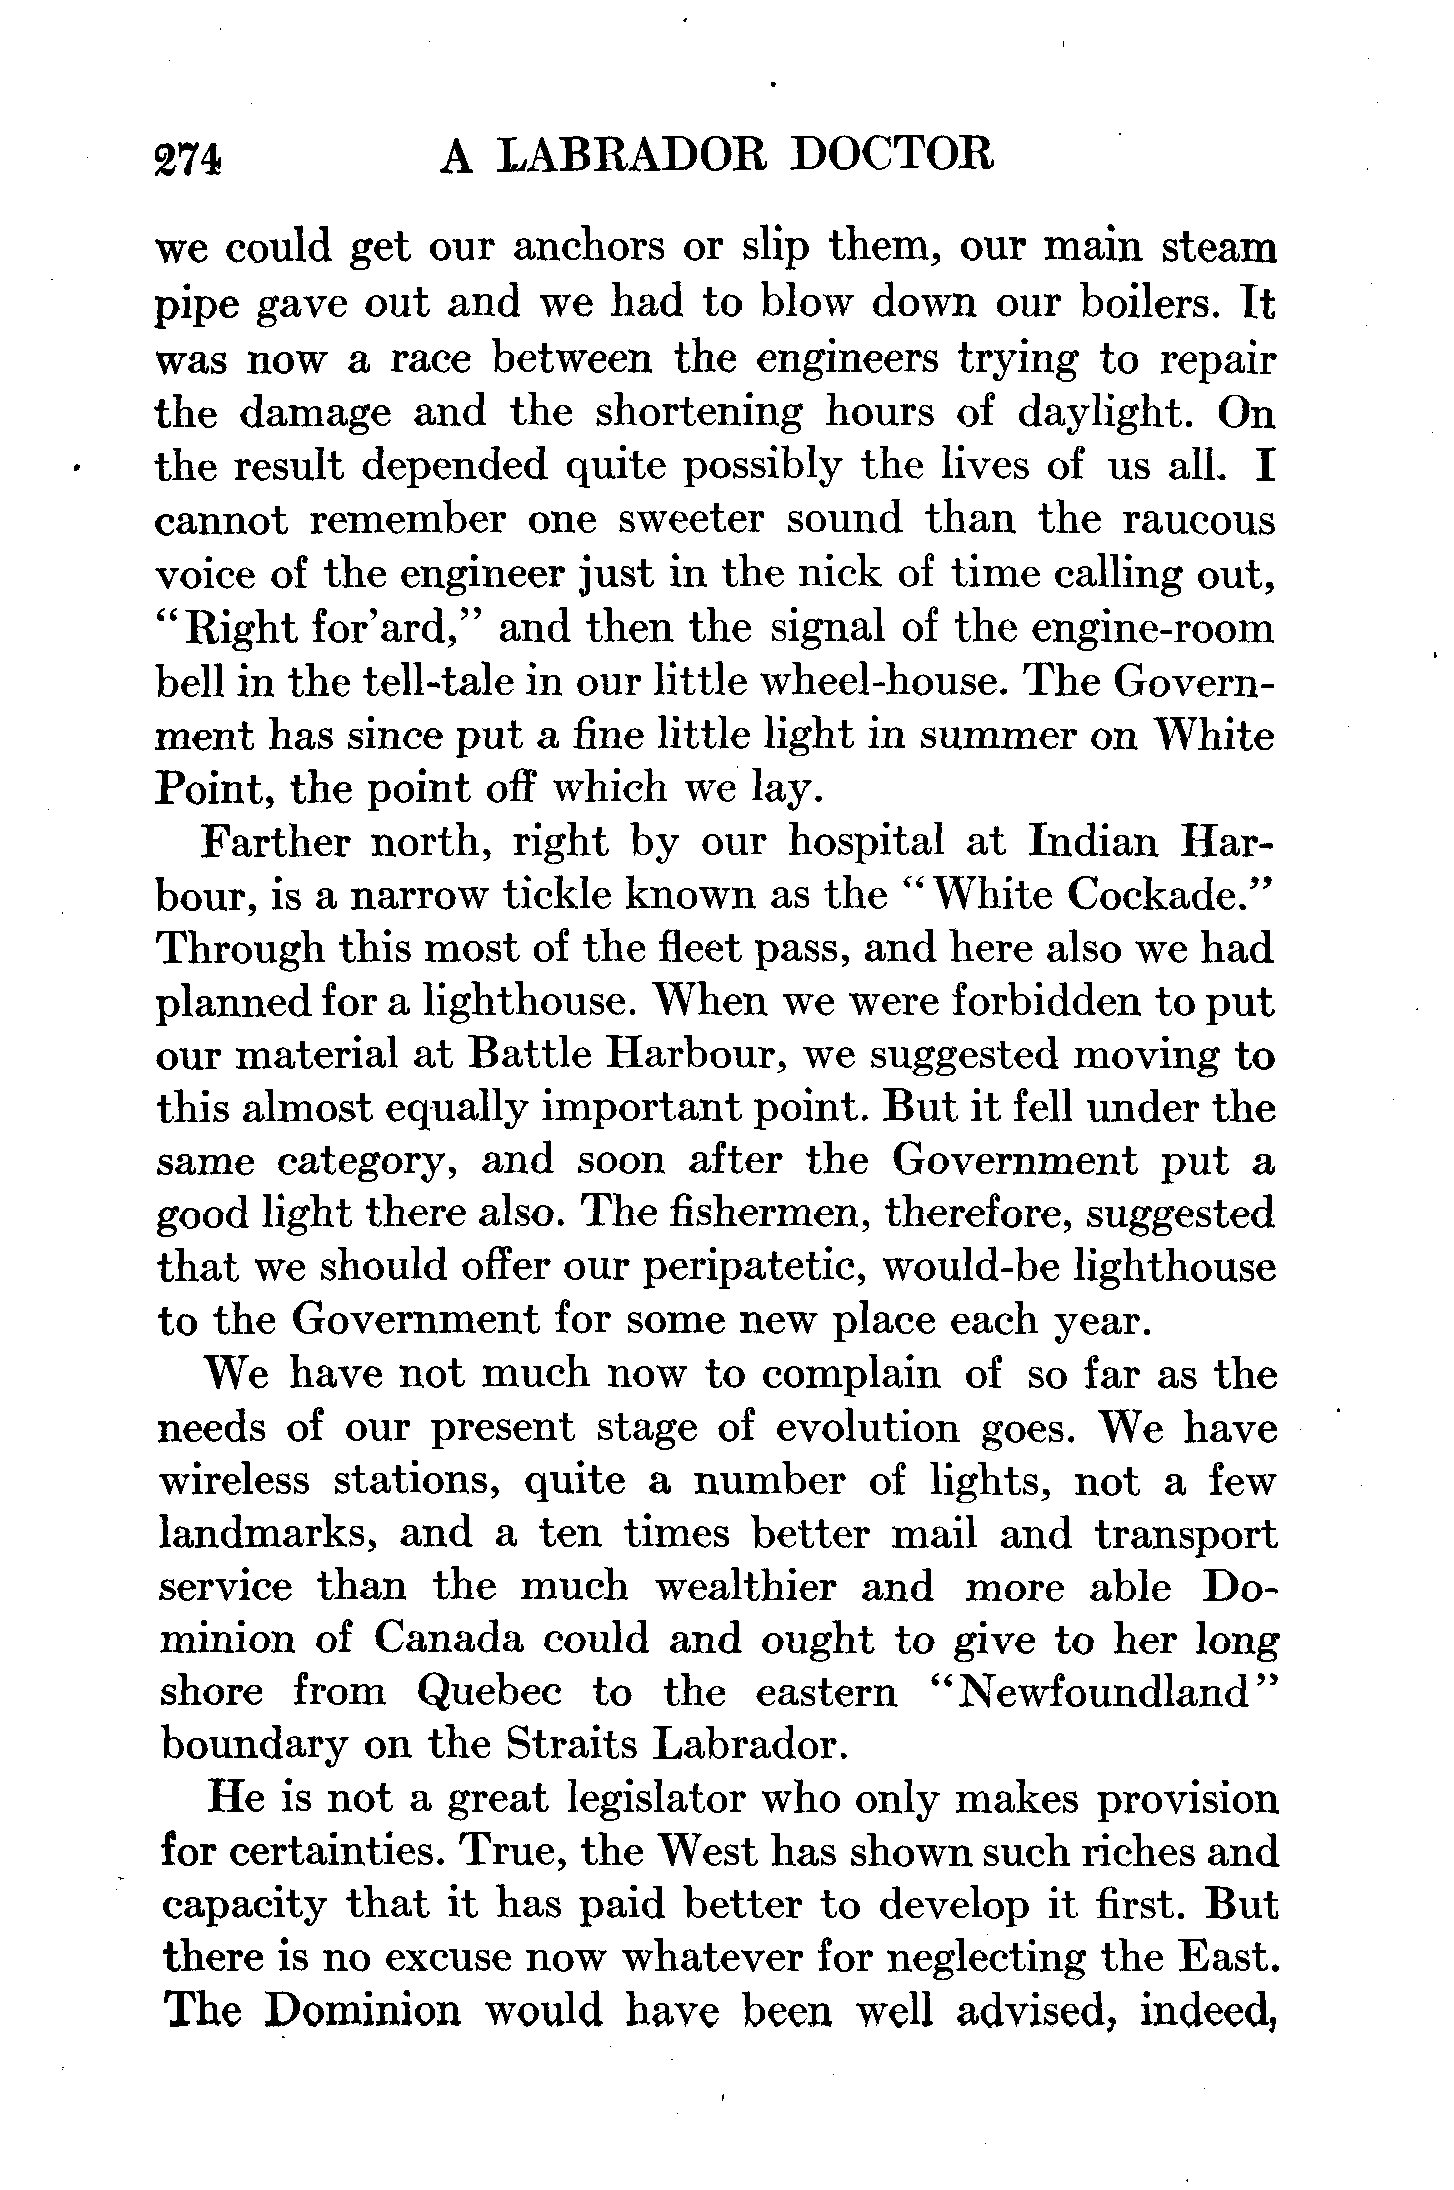 274 A LABRADOR DOCTOR
we could get our anchors or slip them, our main steam
pipe gave out and we had to blow down our boilers. It
was now a race between the engineers trying to repair
the damage and the shortening hours of daylight. On
the result depended quite possibly the lives of us all. I
cannot remember one sweeter sound than the raucous
voice of the engineer just in the nick of time calling out,
“Right for’ard,” and then the signal of the engine-room
bell in the tell-tale in our little wheel-house. The Govern-
ment has since put a fine little light in summer on White
Point, the point off which we lay.
Farther north, right by our hospital at Indian Har-
bour, is a narrow tickle known as the “White Cockade.”
Through this most of the fleet pass, and here also we had
planned for a lighthouse. When we were forbidden to put
our material at Battle Harbour, we suggested moving to
this almost equally important point. But it fell under the
same category, and soon after the Government put a
good light there also. The fishermen, therefore, suggested
that we should offer our peripatetic, would-be lighthouse
to the Government for some new place each year.
We have not much now to complain of so far as the
needs of our present stage of evolution goes. We have
wireless stations, quite a number of lights, not a few
landmarks, and a ten times better mail and transport
service than the much wealthier and more able Do-
minion of Canada could and ought to give to her long
shore from Quebec to the eastern “Newfoundland”
boundary on the Straits Labrador.
He is not a great legislator who only makes provision
for certainties. True, the West has shown such riches and
capacity that it has paid better to develop it first. But
there is no excuse now whatever for neglecting the East.
The Dominion would have been well advised, indeed,